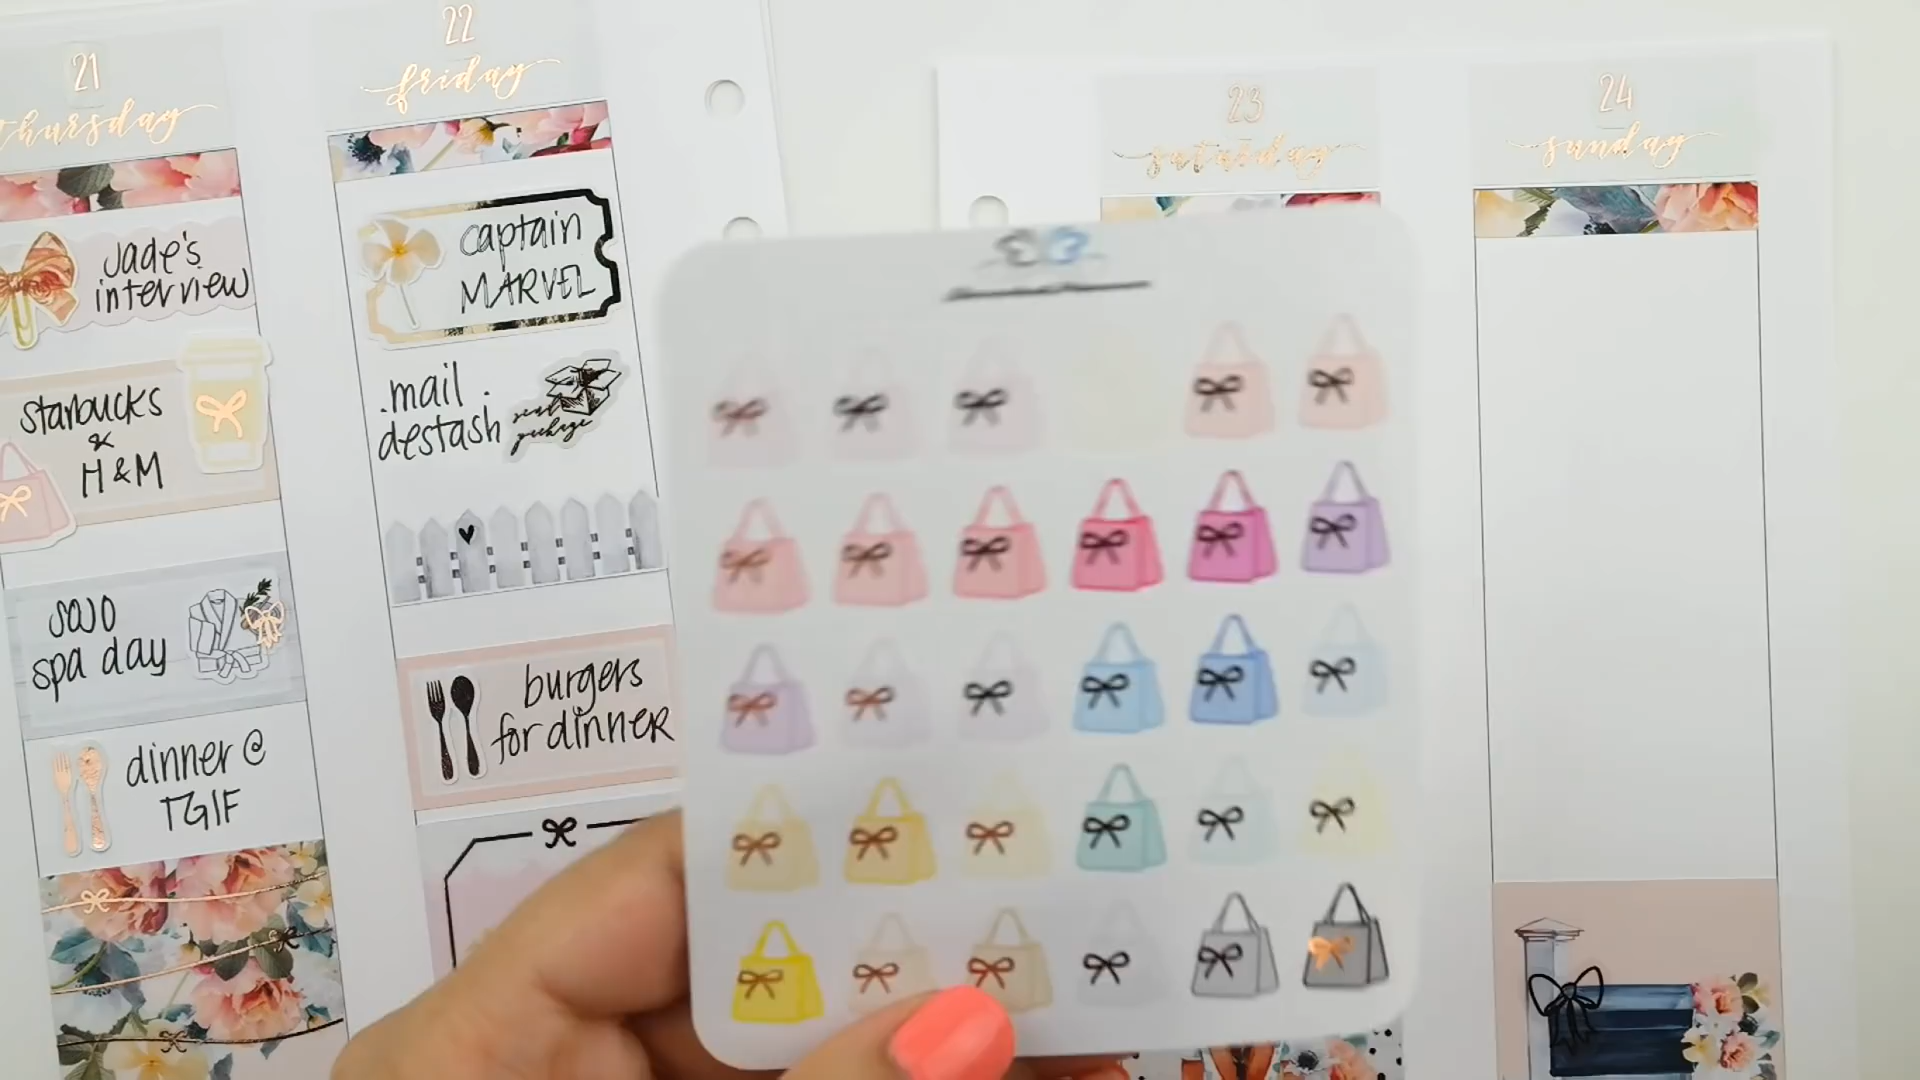 21
thursday
Jade's
interview
starbucks
&
H&M
SOJO
spa day
dinner @
TGIF
22
friday
captain
MARVEL
.mail.
destash
burgers
for dinner
23
saturday
24
sunday